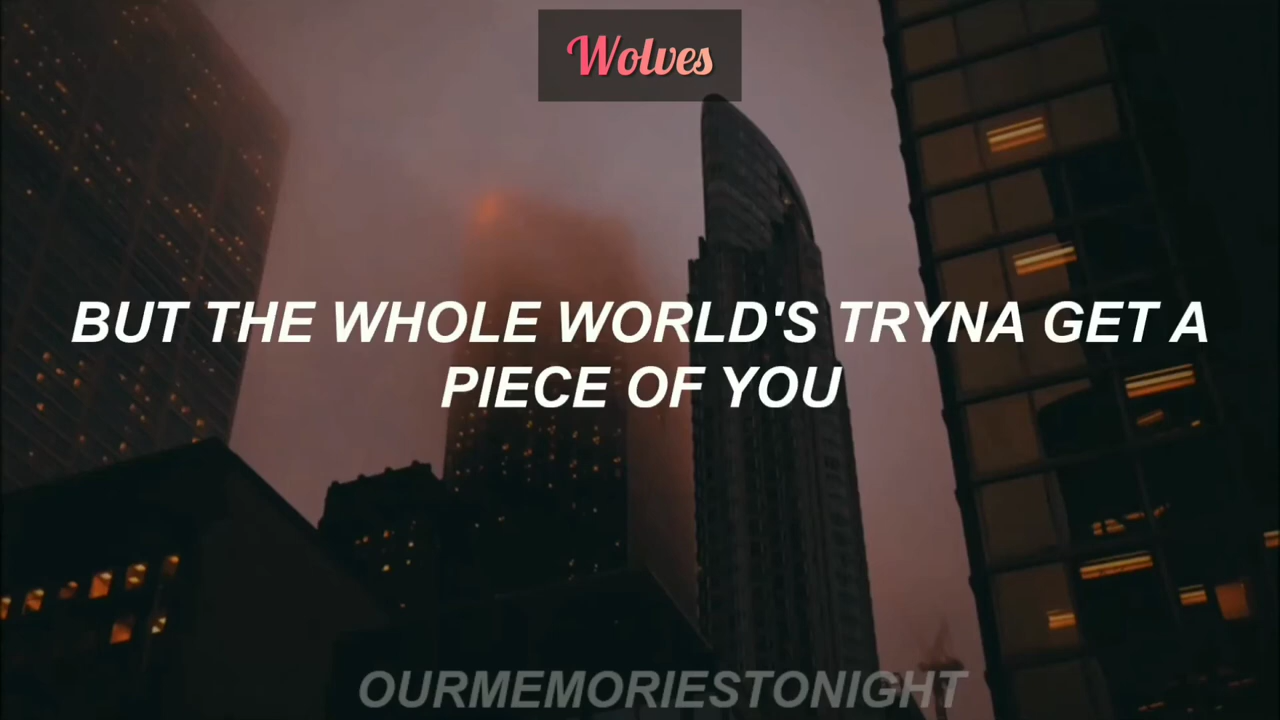 Wolves
BUT THE WHOLE WORLD'S TRYNA GET A
PIECE OF YOU
OURMEMORIESTONIGHT